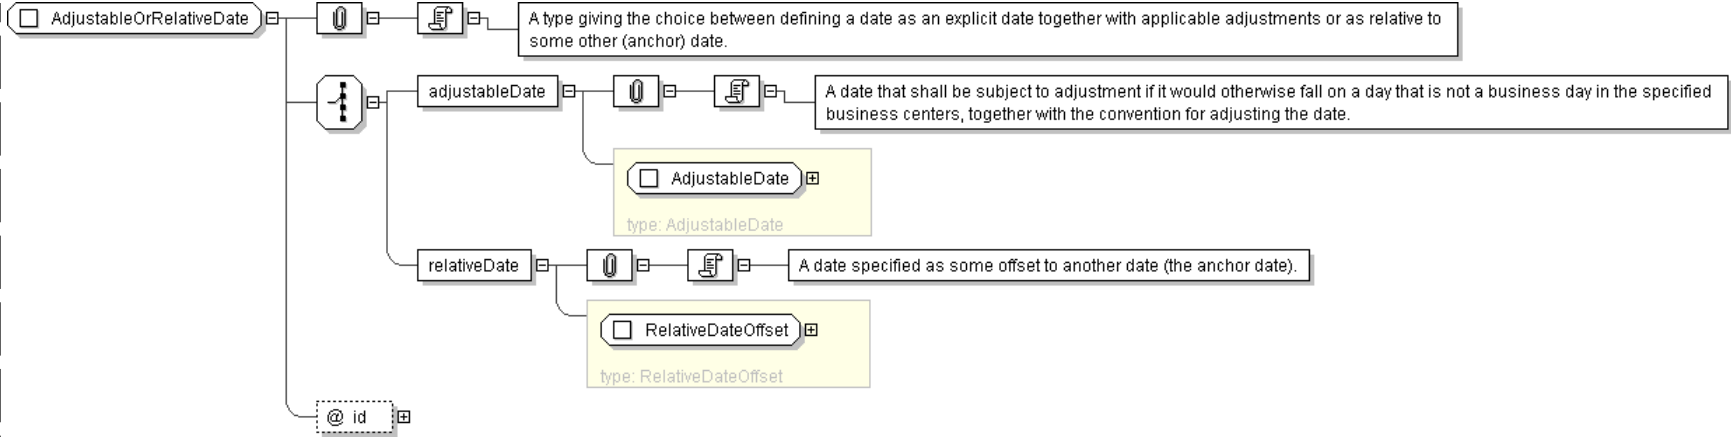 AdjustableOrRelativeDate
A type giving the choice between defining a date as an explicit date together with applicable adjustments or as relative to
some other (anchor) date.
adjustableDate
A date that shall be subject to adjustment if it would otherwise fall on a day that is not a business day in the specified
business centers, together with the convention for adjusting the date.
AdjustableDate
type: AdjustableDate
relativeDate
A date specified as some offset to another date (the anchor date).
RelativeDateOffset
type: RelativeDateOffset
@ id